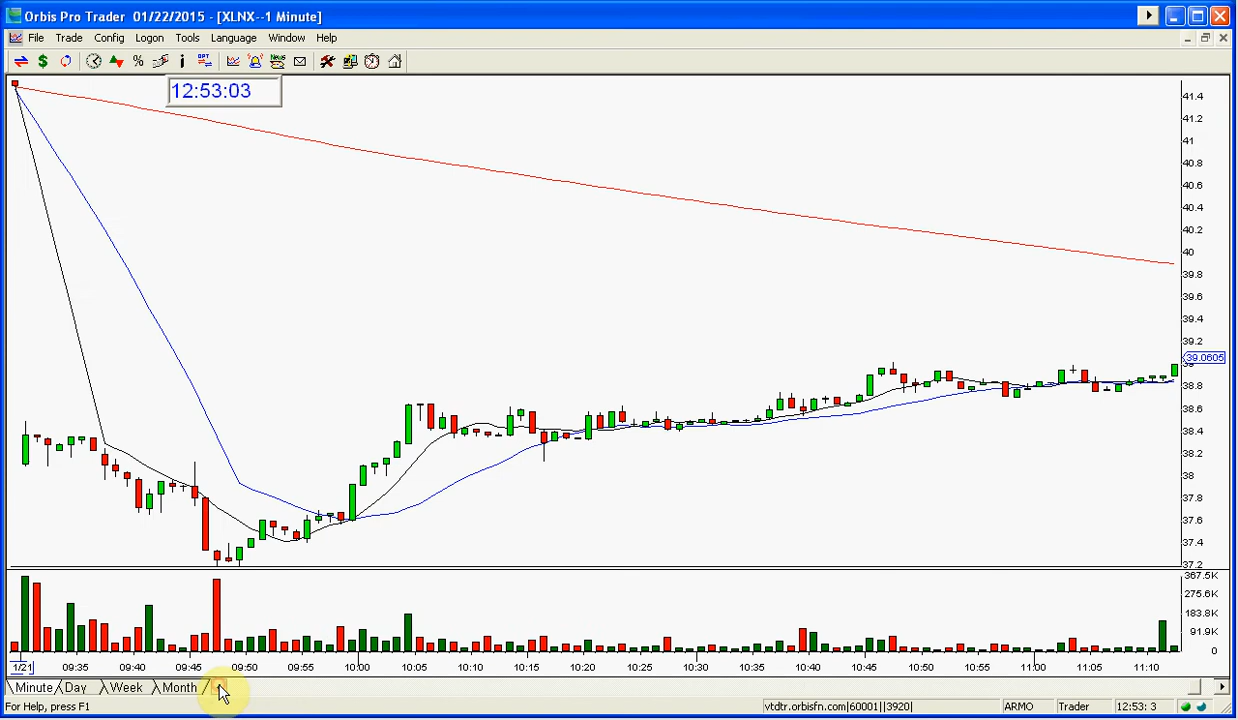 Orbis Pro Trader 01/22/2015 - [XLNX--1 Minute]
File Trade Config Logon Tools Language Window Help
12:53:03
41.4
41.2
41
40.8
40.6
40.4
40.2
40
39.8
39.6
39.4
39.2
39.0605
38.8
38.6
38.4
38.2
38
37.8
37.6
37.4
37.2
367.5K
275.6K
183.8K
91.9K
0
1/21 09:35 09:40 09:45 09:50 09:55 10:00 10:05 10:10 10:15 10:20 10:25 10:30 10:35 10:40 10:45 10:50 10:55 11:00 11:05 11:10
Minute Day Week Month
For Help, press F1 vtdtr.orbisfn.com|60001||3920| ARMO Trader 12:53: 3